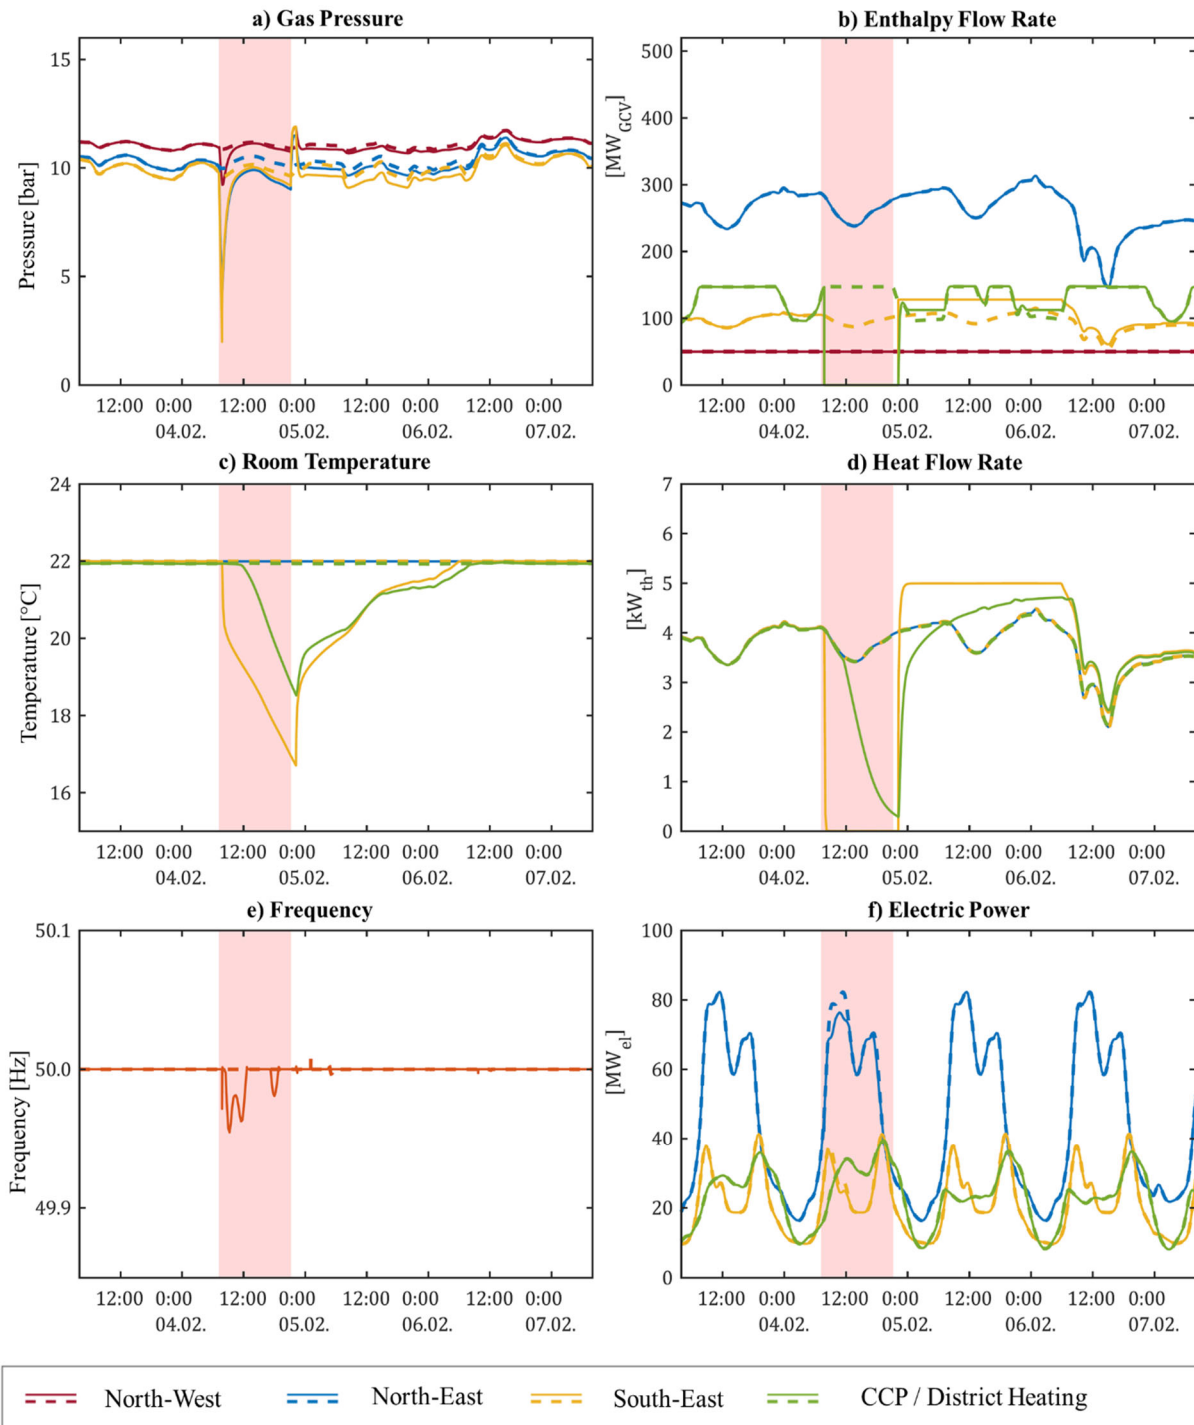 a) Gas Pressure
b) Enthalpy Flow Rate
15
10
5
0
Pressure [bar]
12:00 0:00 12:00 0:00 12:00 0:00 12:00 0:00
04.02. 05.02. 06.02. 07.02.
500
400
300
200
100
0
[MW_GCV]
12:00 0:00 12:00 0:00 12:00 0:00 12:00 0:00
04.02. 05.02. 06.02. 07.02.
c) Room Temperature
d) Heat Flow Rate
24
22
20
18
16
Temperature [°C]
12:00 0:00 12:00 0:00 12:00 0:00 12:00 0:00
04.02. 05.02. 06.02. 07.02.
7
6
5
4
3
2
1
0
[kW_th]
12:00 0:00 12:00 0:00 12:00 0:00 12:00 0:00
04.02. 05.02. 06.02. 07.02.
e) Frequency
f) Electric Power
50.1
50.0
49.9
Frequency [Hz]
12:00 0:00 12:00 0:00 12:00 0:00 12:00 0:00
04.02. 05.02. 06.02. 07.02.
100
80
60
40
20
0
[MW_el]
12:00 0:00 12:00 0:00 12:00 0:00 12:00 0:00
04.02. 05.02. 06.02. 07.02.
North-West North-East South-East CCP / District Heating